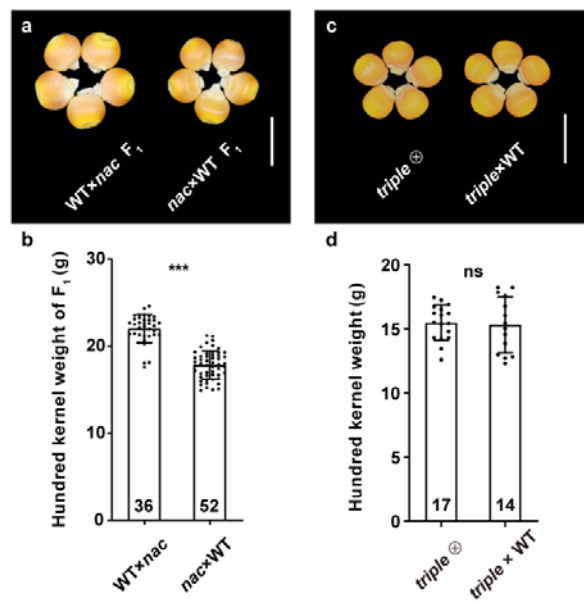 a
WT×nac F₁
nac×WT F₁
c
triple⊕
triple×WT
b
Hundred kernel weight of F₁ (g)
30
20
10
0
***
36
52
WT×nac
nac×WT
d
Hundred kernel weight (g)
20
15
10
5
0
ns
17
14
triple⊕
triple × WT